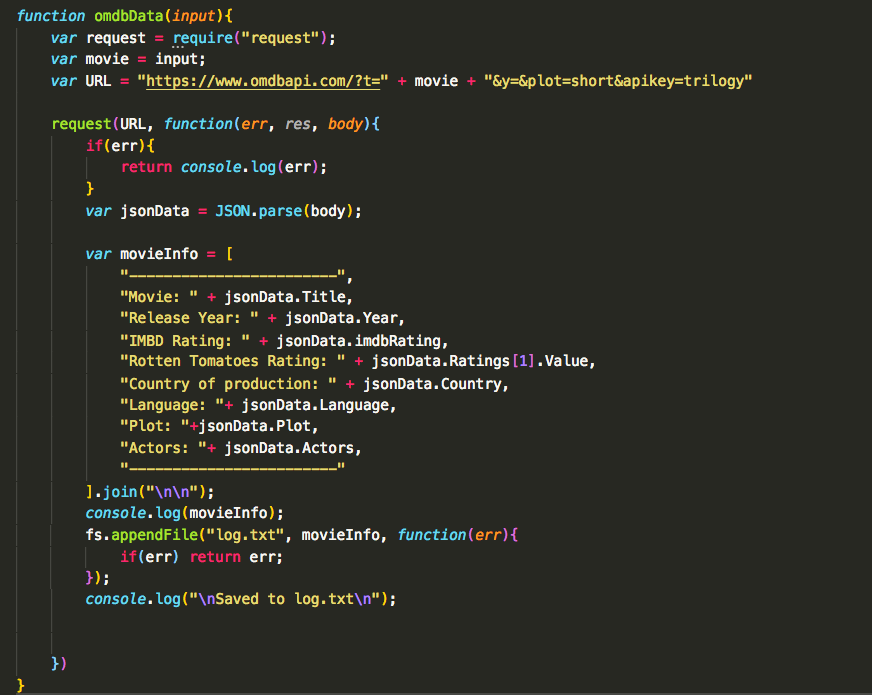 function omdbData(input){
var request = require("request");
var movie = input;
var URL = "https://www.omdbapi.com/?t=" + movie + "&y=&plot=short&apikey=trilogy"
request(URL, function(err, res, body){
if(err){
return console.log(err);
}
var jsonData = JSON.parse(body);
var movieInfo = [
"------------------------",
"Movie: " + jsonData.Title,
"Release Year: " + jsonData.Year,
"IMBD Rating: " + jsonData.imdbRating,
"Rotten Tomatoes Rating: " + jsonData.Ratings[1].Value,
"Country of production: " + jsonData.Country,
"Language: "+ jsonData.Language,
"Plot: "+jsonData.Plot,
"Actors: "+ jsonData.Actors,
"------------------------"
].join("\n\n");
console.log(movieInfo);
fs.appendFile("log.txt", movieInfo, function(err){
if(err) return err;
});
console.log("\nSaved to log.txt\n");
})
}